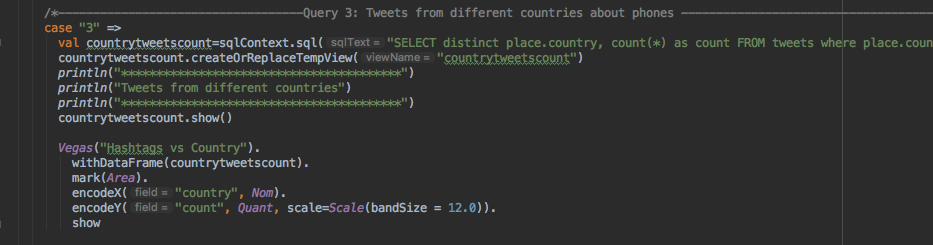 /*—————————————————Query 3: Tweets from different countries about phones —————————————————
case "3" =>
val countrytweetscount=sqlContext.sql( sqlText = "SELECT distinct place.country, count(*) as count FROM tweets where place.coun
countrytweetscount.createOrReplaceTempView( viewName = "countrytweetscount")
println("****************************************")
println("Tweets from different countries")
println("****************************************")
countrytweetscount.show()
Vegas("Hashtags vs Country").
withDataFrame(countrytweetscount).
mark(Area).
encodeX( field = "country", Nom).
encodeY( field = "count", Quant, scale=Scale(bandSize = 12.0)).
show